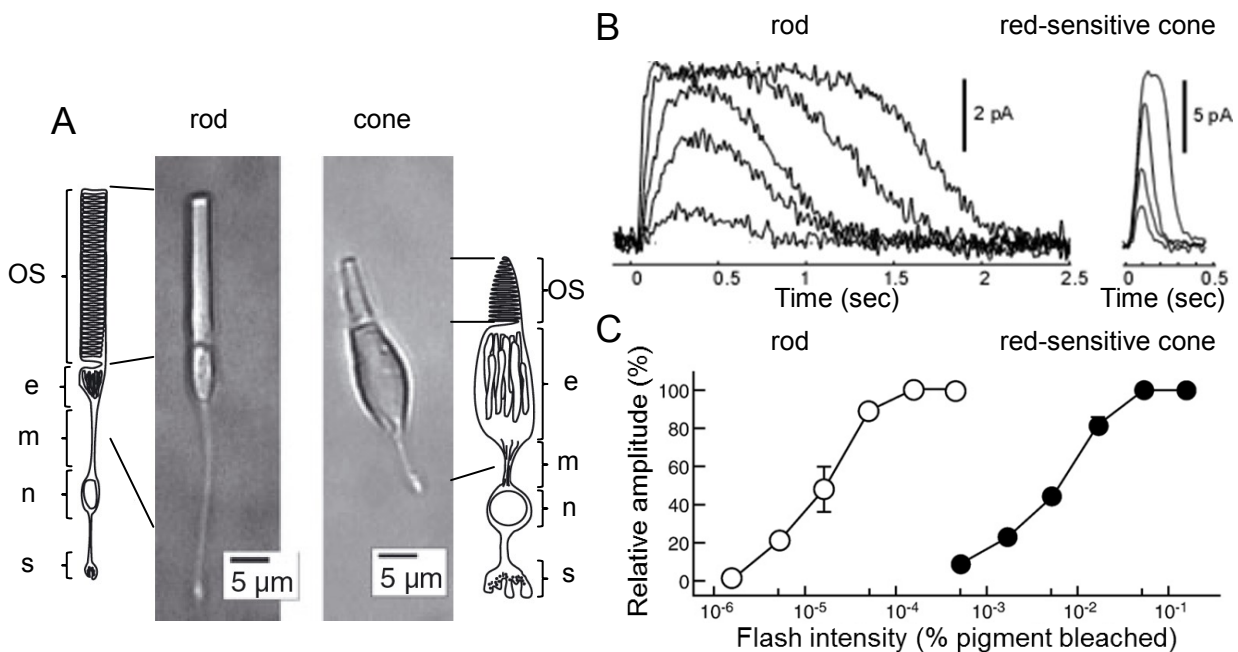 A
rod
cone
OS
e
m
n
s
5 µm
5 µm
OS
e
m
n
s
B
rod
red-sensitive cone
2 pA
5 pA
0 0.5 1 1.5 2 2.5
0 0.5
Time (sec)
Time (sec)
C
rod
red-sensitive cone
Relative amplitude (%)
100
80
60
40
20
0
10-6 10-5 10-4 10-3 10-2 10-1
Flash intensity (% pigment bleached)